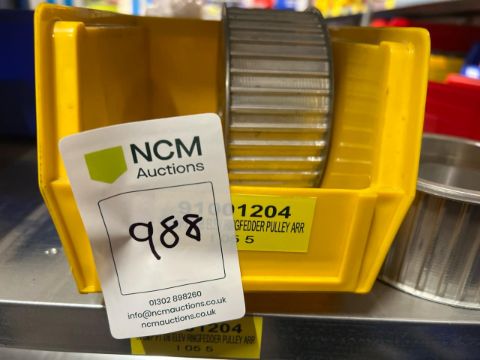 NCM
Auctions
988
01302 898260
info@ncmauctions.co.uk
ncmauctions.co.uk
91001204
RINGFEDDER PULLEY ARR
1 05 5
1204
ELEV RINGFEDDER PULLEY ARR
1 05 5